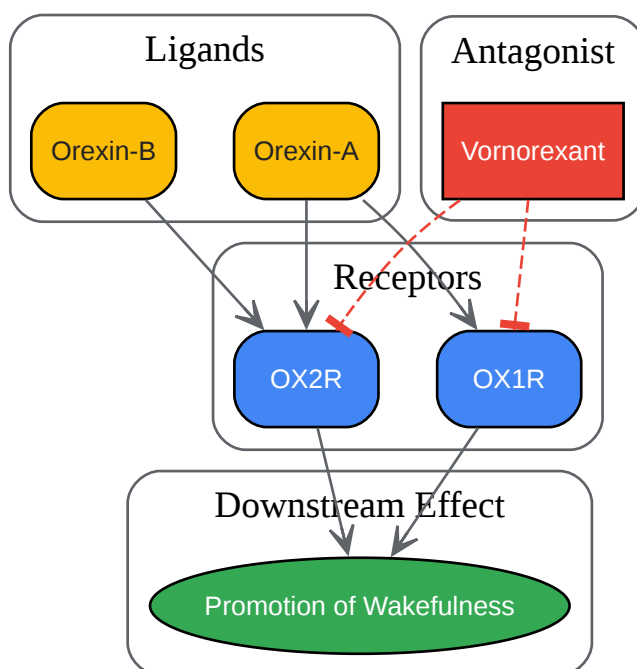 Ligands
Antagonist
Orexin-B
Orexin-A
Vornorexant
Receptors
OX2R
OX1R
Downstream Effect
Promotion of Wakefulness